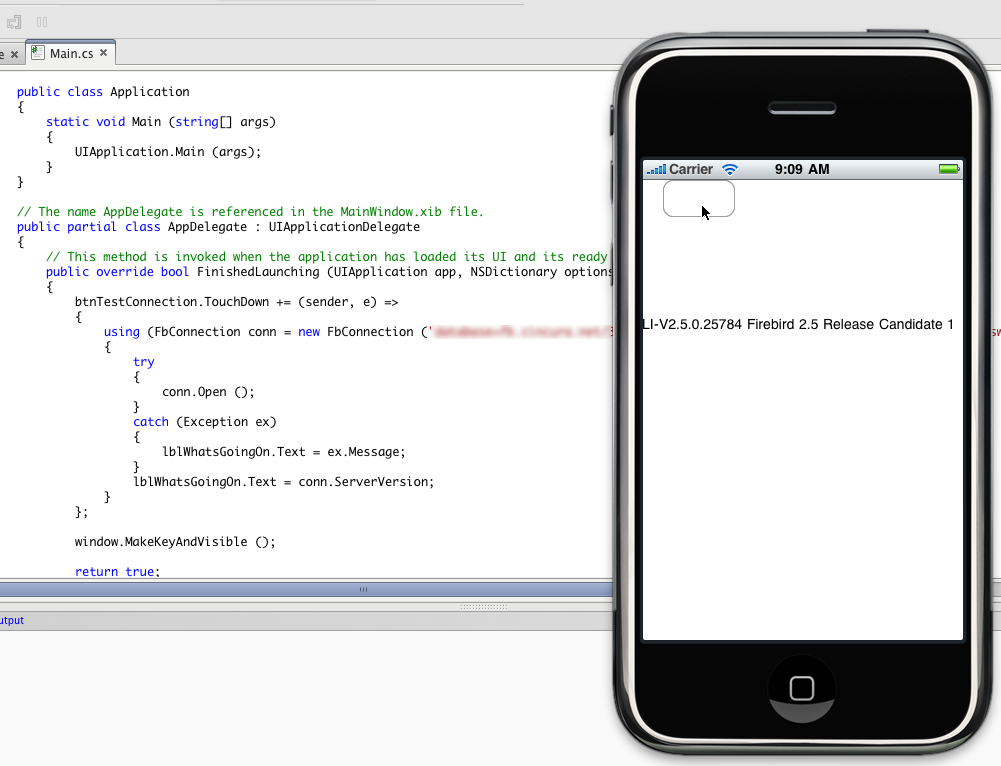 e × Main.cs ×
public class Application
{
static void Main (string[] args)
{
UIApplication.Main (args);
}
}
// The name AppDelegate is referenced in the MainWindow.xib file.
public partial class AppDelegate : UIApplicationDelegate
{
// This method is invoked when the application has loaded its UI and its ready
public override bool FinishedLaunching (UIApplication app, NSDictionary options
{
btnTestConnection.TouchDown += (sender, e) =>
{
using (FbConnection conn = new FbConnection ("
{
try
{
conn.Open ();
}
catch (Exception ex)
{
lblWhatsGoingOn.Text = ex.Message;
}
lblWhatsGoingOn.Text = conn.ServerVersion;
}
};
window.MakeKeyAndVisible ();
return true;
utput
Carrier 9:09 AM
LI-V2.5.0.25784 Firebird 2.5 Release Candidate 1
sw